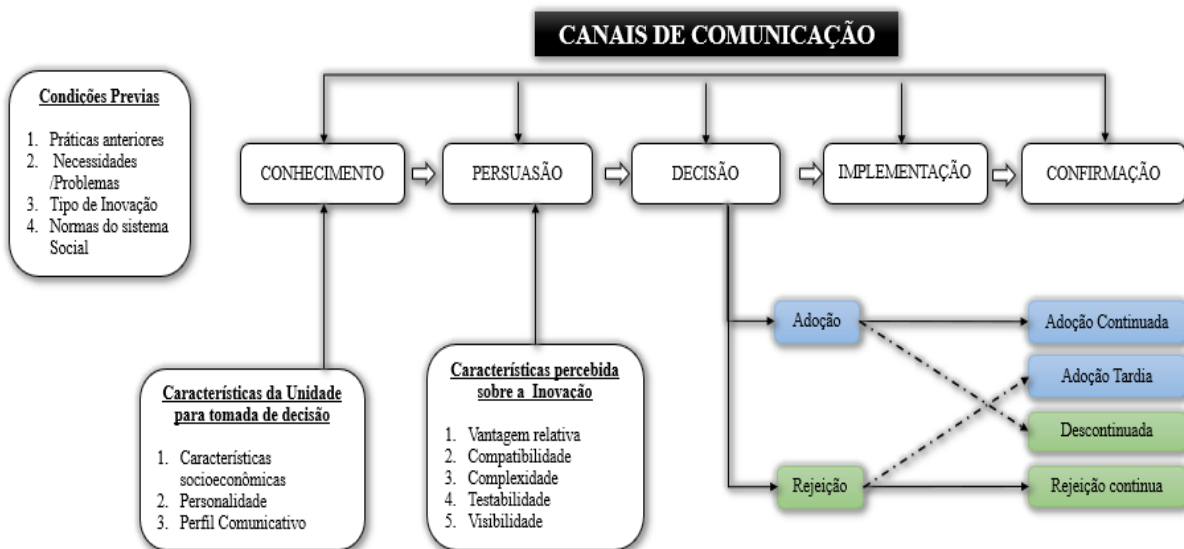 CANAIS DE COMUNICAÇÃO
Condições Previas
1. Práticas anteriores
2. Necessidades
/Problemas
3. Tipo de Inovação
4. Normas do sistema
Social
CONHECIMENTO
PERSUASÃO
DECISÃO
IMPLEMENTAÇÃO
CONFIRMAÇÃO
Adoção
Adoção Continuada
Adoção Tardia
Descontinuada
Rejeição
Rejeição continua
Características da Unidade
para tomada de decisão
1. Características
socioeconômicas
2. Personalidade
3. Perfil Comunicativo
Características percebida
sobre a Inovação
1. Vantagem relativa
2. Compatibilidade
3. Complexidade
4. Testabilidade
5. Visibilidade